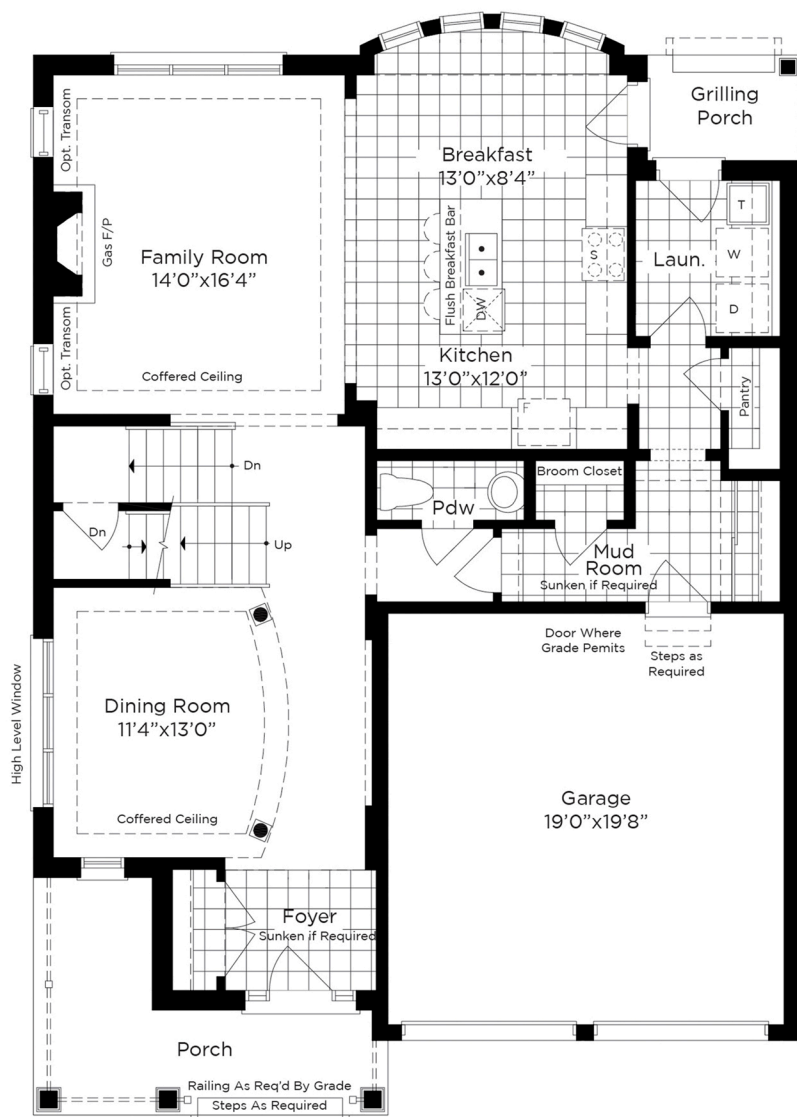 Grilling
Porch
Opt. Transom
Breakfast
13'0"x8'4"
T
Gas F/P
Family Room
14'0"x16'4"
Flush Breakfast Bar
S
Laun.
W
DW
D
Opt. Transom
Kitchen
13'0"x12'0"
Coffered Ceiling
Pantry
Dn
Broom Closet
Pdw
Dn
Up
Mud
Room
Sunken if Required
Door Where
Grade Pemits
Steps as
Required
High Level Window
Dining Room
11'4"x13'0"
Coffered Ceiling
Garage
19'0"x19'8"
Foyer
Sunken if Required
Porch
Railing As Req'd By Grade
Steps As Required